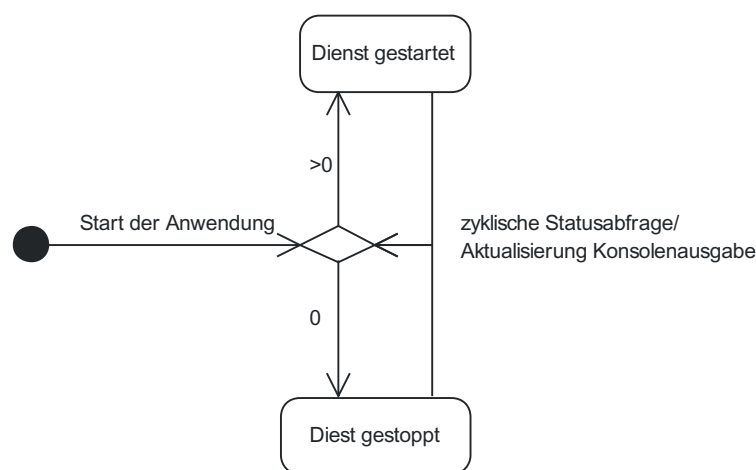 Dienst gestartet
>0
Start der Anwendung
zyklische Statusabfrage/
Aktualisierung Konsolenausgabe
0
Diest gestoppt